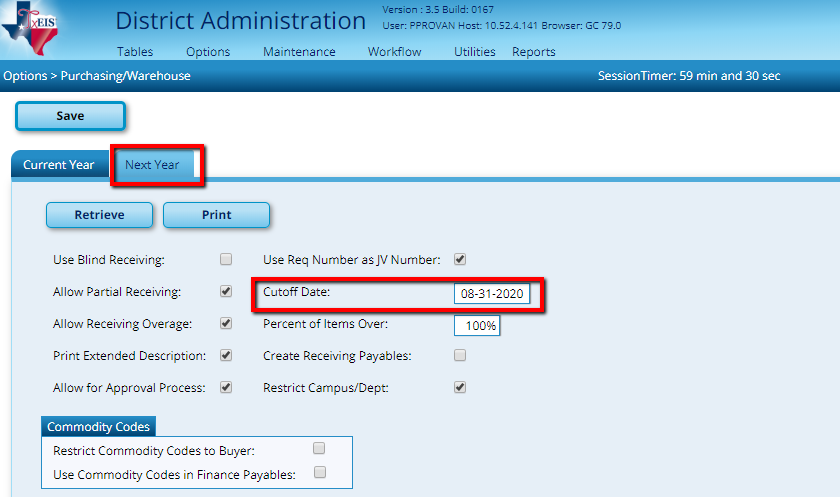 TxEIS
District Administration
Version : 3.5 Build: 0167
User: PPROVAN Host: 10.52.4.141 Browser: GC 79.0
Tables Options Maintenance Workflow Utilities Reports
Options > Purchasing/Warehouse SessionTimer: 59 min and 30 sec
Save
Current Year Next Year
Retrieve Print
Use Blind Receiving: Use Req Number as JV Number:
Allow Partial Receiving: Cutoff Date: 08-31-2020
Allow Receiving Overage: Percent of Items Over: 100%
Print Extended Description: Create Receiving Payables:
Allow for Approval Process: Restrict Campus/Dept:
Commodity Codes
Restrict Commodity Codes to Buyer:
Use Commodity Codes in Finance Payables: